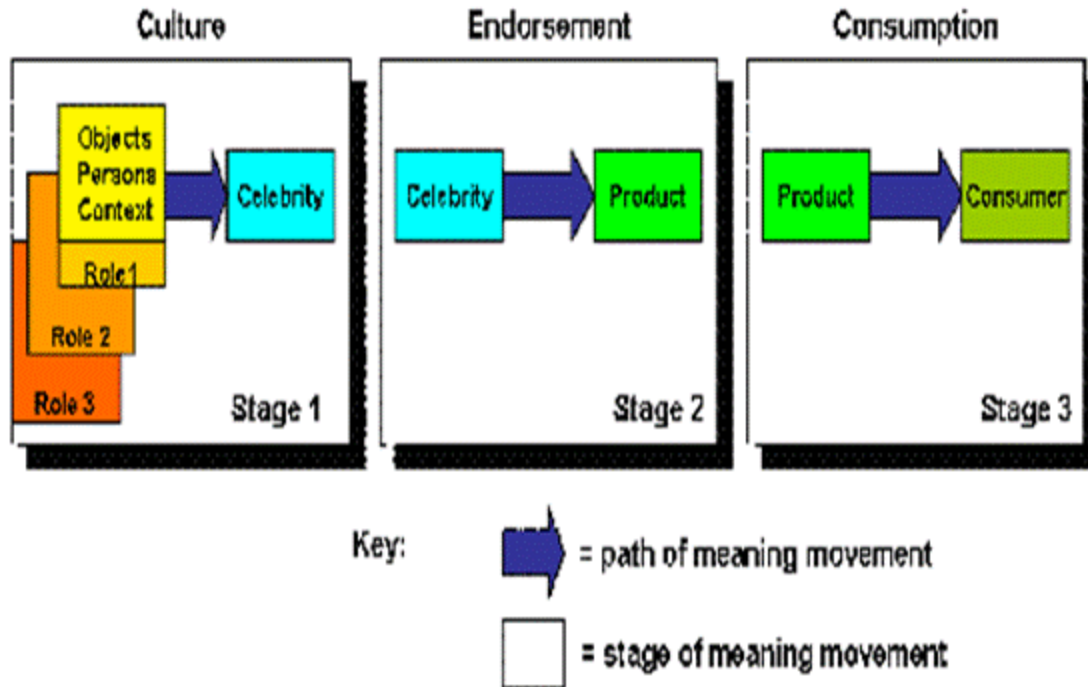 Culture
Endorsement
Consumption
Objects
Persons
Context
Role1
Role 2
Role 3
Celebrity
Stage 1
Celebrity
Product
Stage 2
Product
Consumer
Stage 3
Key:
= path of meaning movement
= stage of meaning movement